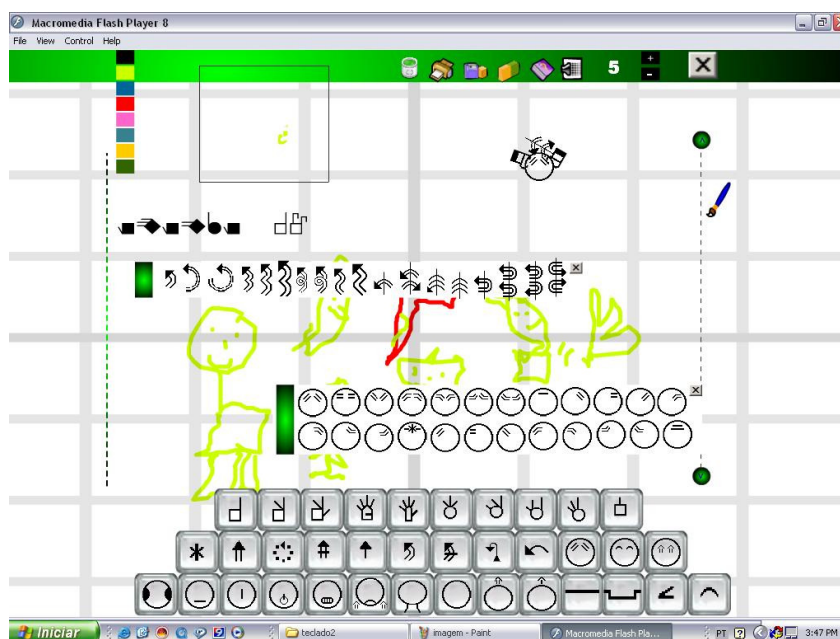 Macromedia Flash Player 8
File View Control Help
5
+
-
X
Iniciar
teclado2
imagem - Paint
Macromedia Flash Pla...
PT
3:47 PM